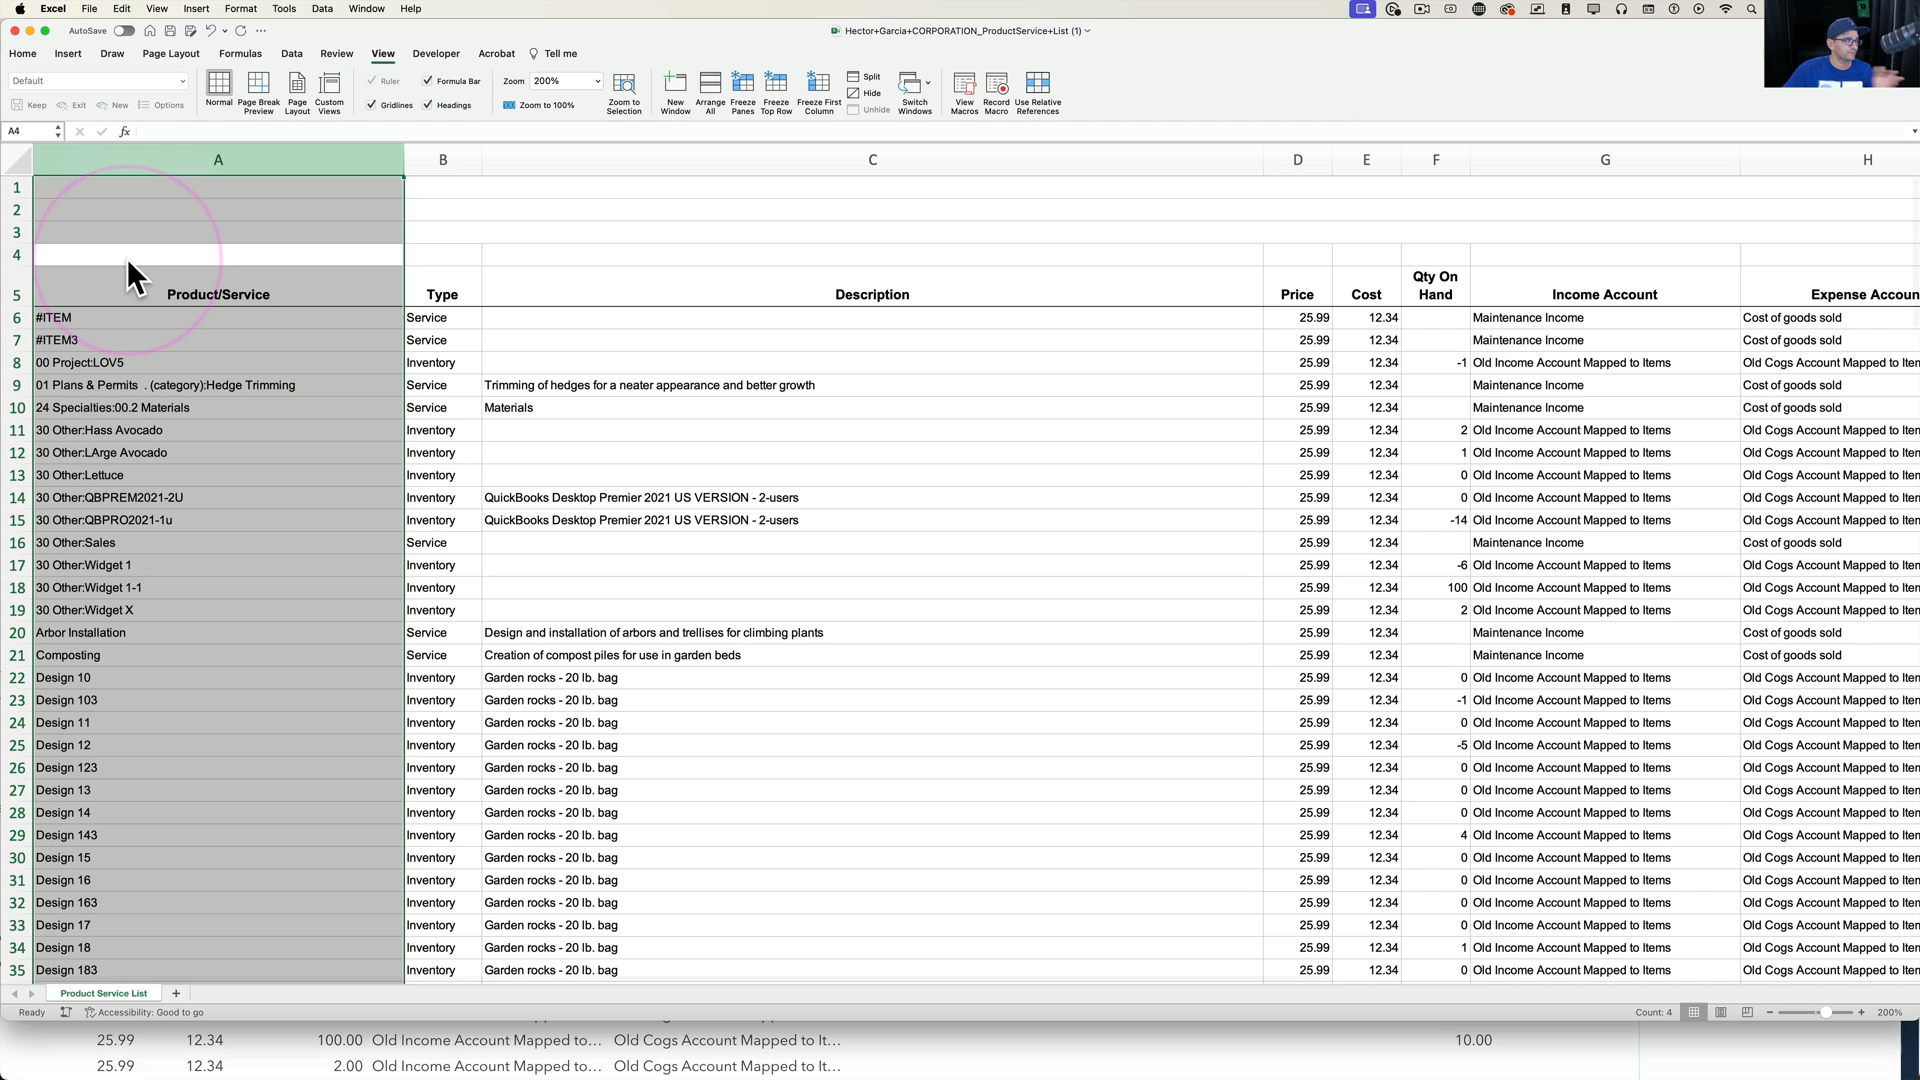 Excel File Edit View Insert Format Tools Data Window Help
AutoSave Hector+Garcia+CORPORATION_ProductService+List (1)
Home Insert Draw Page Layout Formulas Data Review View Developer Acrobat Tell me
Default Ruler Formula Bar Zoom 200% Split
Keep Exit New Options Normal Page Break Preview Page Layout Custom Views Gridlines Headings Zoom to 100% Zoom to Selection New Window Arrange All Freeze Panes Freeze Top Row Freeze First Column Hide Unhide Switch Windows View Macros Record Macro Use Relative References
A4 fx
A B C D E F G H
1
2
3
4
5 Product/Service Type Description Price Cost Qty On Hand Income Account Expense Accoun
6 #ITEM Service 25.99 12.34 Maintenance Income Cost of goods sold
7 #ITEM3 Service 25.99 12.34 Maintenance Income Cost of goods sold
8 00 Project:LOV5 Inventory 25.99 12.34 -1 Old Income Account Mapped to Items Old Cogs Account Mapped to Iten
9 01 Plans & Permits . (category):Hedge Trimming Service Trimming of hedges for a neater appearance and better growth 25.99 12.34 Maintenance Income Cost of goods sold
10 24 Specialties:00.2 Materials Service Materials 25.99 12.34 Maintenance Income Cost of goods sold
11 30 Other:Hass Avocado Inventory 25.99 12.34 2 Old Income Account Mapped to Items Old Cogs Account Mapped to Iten
12 30 Other:LArge Avocado Inventory 25.99 12.34 1 Old Income Account Mapped to Items Old Cogs Account Mapped to Iten
13 30 Other:Lettuce Inventory 25.99 12.34 0 Old Income Account Mapped to Items Old Cogs Account Mapped to Iten
14 30 Other:QBPREM2021-2U Inventory QuickBooks Desktop Premier 2021 US VERSION - 2-users 25.99 12.34 0 Old Income Account Mapped to Items Old Cogs Account Mapped to Iten
15 30 Other:QBPRO2021-1u Inventory QuickBooks Desktop Premier 2021 US VERSION - 2-users 25.99 12.34 -14 Old Income Account Mapped to Items Old Cogs Account Mapped to Iten
16 30 Other:Sales Service 25.99 12.34 Maintenance Income Cost of goods sold
17 30 Other:Widget 1 Inventory 25.99 12.34 -6 Old Income Account Mapped to Items Old Cogs Account Mapped to Iten
18 30 Other:Widget 1-1 Inventory 25.99 12.34 100 Old Income Account Mapped to Items Old Cogs Account Mapped to Iten
19 30 Other:Widget X Inventory 25.99 12.34 2 Old Income Account Mapped to Items Old Cogs Account Mapped to Iten
20 Arbor Installation Service Design and installation of arbors and trellises for climbing plants 25.99 12.34 Maintenance Income Cost of goods sold
21 Composting Service Creation of compost piles for use in garden beds 25.99 12.34 Maintenance Income Cost of goods sold
22 Design 10 Inventory Garden rocks - 20 lb. bag 25.99 12.34 0 Old Income Account Mapped to Items Old Cogs Account Mapped to Iten
23 Design 103 Inventory Garden rocks - 20 lb. bag 25.99 12.34 -1 Old Income Account Mapped to Items Old Cogs Account Mapped to Iten
24 Design 11 Inventory Garden rocks - 20 lb. bag 25.99 12.34 0 Old Income Account Mapped to Items Old Cogs Account Mapped to Iten
25 Design 12 Inventory Garden rocks - 20 lb. bag 25.99 12.34 -5 Old Income Account Mapped to Items Old Cogs Account Mapped to Iten
26 Design 123 Inventory Garden rocks - 20 lb. bag 25.99 12.34 0 Old Income Account Mapped to Items Old Cogs Account Mapped to Iten
27 Design 13 Inventory Garden rocks - 20 lb. bag 25.99 12.34 0 Old Income Account Mapped to Items Old Cogs Account Mapped to Iten
28 Design 14 Inventory Garden rocks - 20 lb. bag 25.99 12.34 0 Old Income Account Mapped to Items Old Cogs Account Mapped to Iten
29 Design 143 Inventory Garden rocks - 20 lb. bag 25.99 12.34 4 Old Income Account Mapped to Items Old Cogs Account Mapped to Iten
30 Design 15 Inventory Garden rocks - 20 lb. bag 25.99 12.34 0 Old Income Account Mapped to Items Old Cogs Account Mapped to Iten
31 Design 16 Inventory Garden rocks - 20 lb. bag 25.99 12.34 0 Old Income Account Mapped to Items Old Cogs Account Mapped to Iten
32 Design 163 Inventory Garden rocks - 20 lb. bag 25.99 12.34 0 Old Income Account Mapped to Items Old Cogs Account Mapped to Iten
33 Design 17 Inventory Garden rocks - 20 lb. bag 25.99 12.34 0 Old Income Account Mapped to Items Old Cogs Account Mapped to Iten
34 Design 18 Inventory Garden rocks - 20 lb. bag 25.99 12.34 1 Old Income Account Mapped to Items Old Cogs Account Mapped to Iten
35 Design 183 Inventory Garden rocks - 20 lb. bag 25.99 12.34 0 Old Income Account Mapped to Items Old Cogs Account Mapped to Iten
Product Service List +
Ready Accessibility: Good to go Count: 4 200%
25.99 12.34 100.00 Old Income Account Mapped to... Old Cogs Account Mapped to It... 10.00
25.99 12.34 2.00 Old Income Account Mapped to... Old Cogs Account Mapped to It...